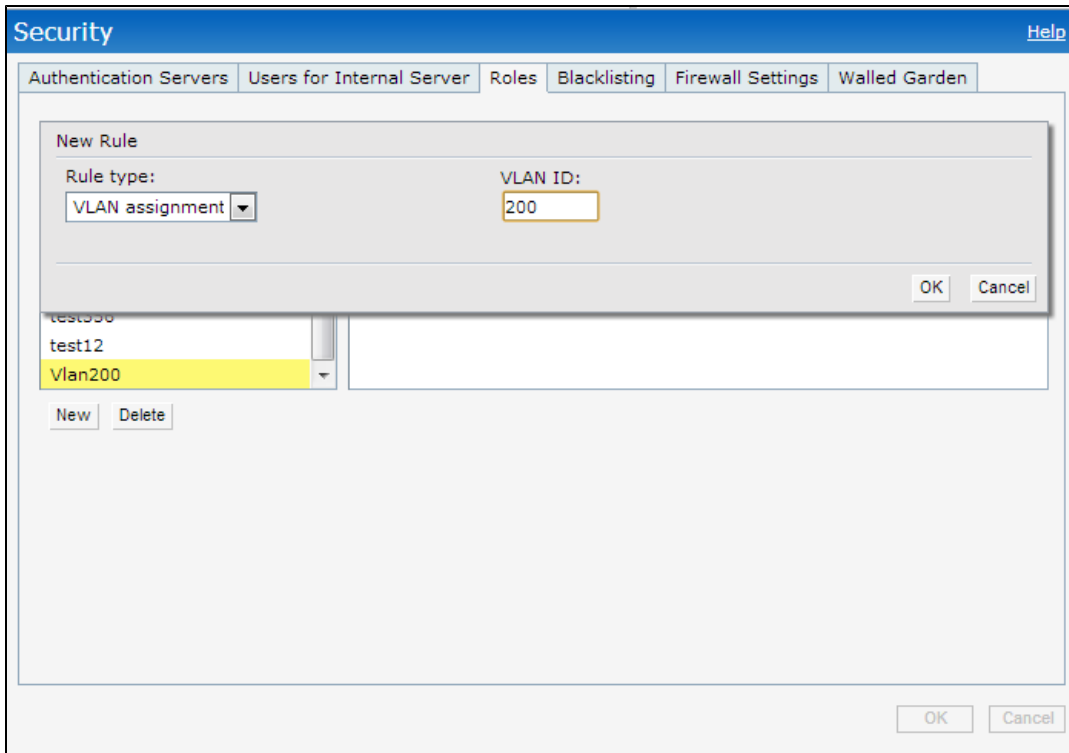 Security Help
Authentication Servers Users for Internal Server Roles Blacklisting Firewall Settings Walled Garden
New Rule
Rule type: VLAN ID:
VLAN assignment 200
OK Cancel
test12
Vlan200
New Delete
OK Cancel